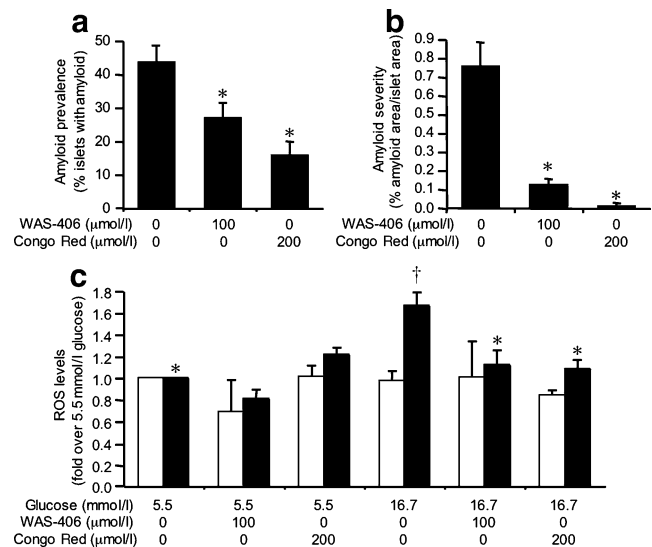 a
Amyloid prevalence
(% islets with amyloid)
50
40
30
20
10
0
*
*
WAS-406 (μmol/l) 0 100 0
Congo Red (μmol/l) 0 0 200
b
Amyloid severity
(% amyloid area/islet area)
0.9
0.8
0.7
0.6
0.5
0.4
0.3
0.2
0.1
0.0
*
*
WAS-406 (μmol/l) 0 100 0
Congo Red (μmol/l) 0 0 200
c
ROS levels
(fold over 5.5 mmol/l glucose)
1.8
1.6
1.4
1.2
1.0
0.8
0.6
0.4
0.2
0.0
*
†
*
*
Glucose (mmol/l) 5.5 5.5 5.5 16.7 16.7 16.7
WAS-406 (μmol/l) 0 100 0 0 100 0
Congo Red (μmol/l) 0 0 200 0 0 200